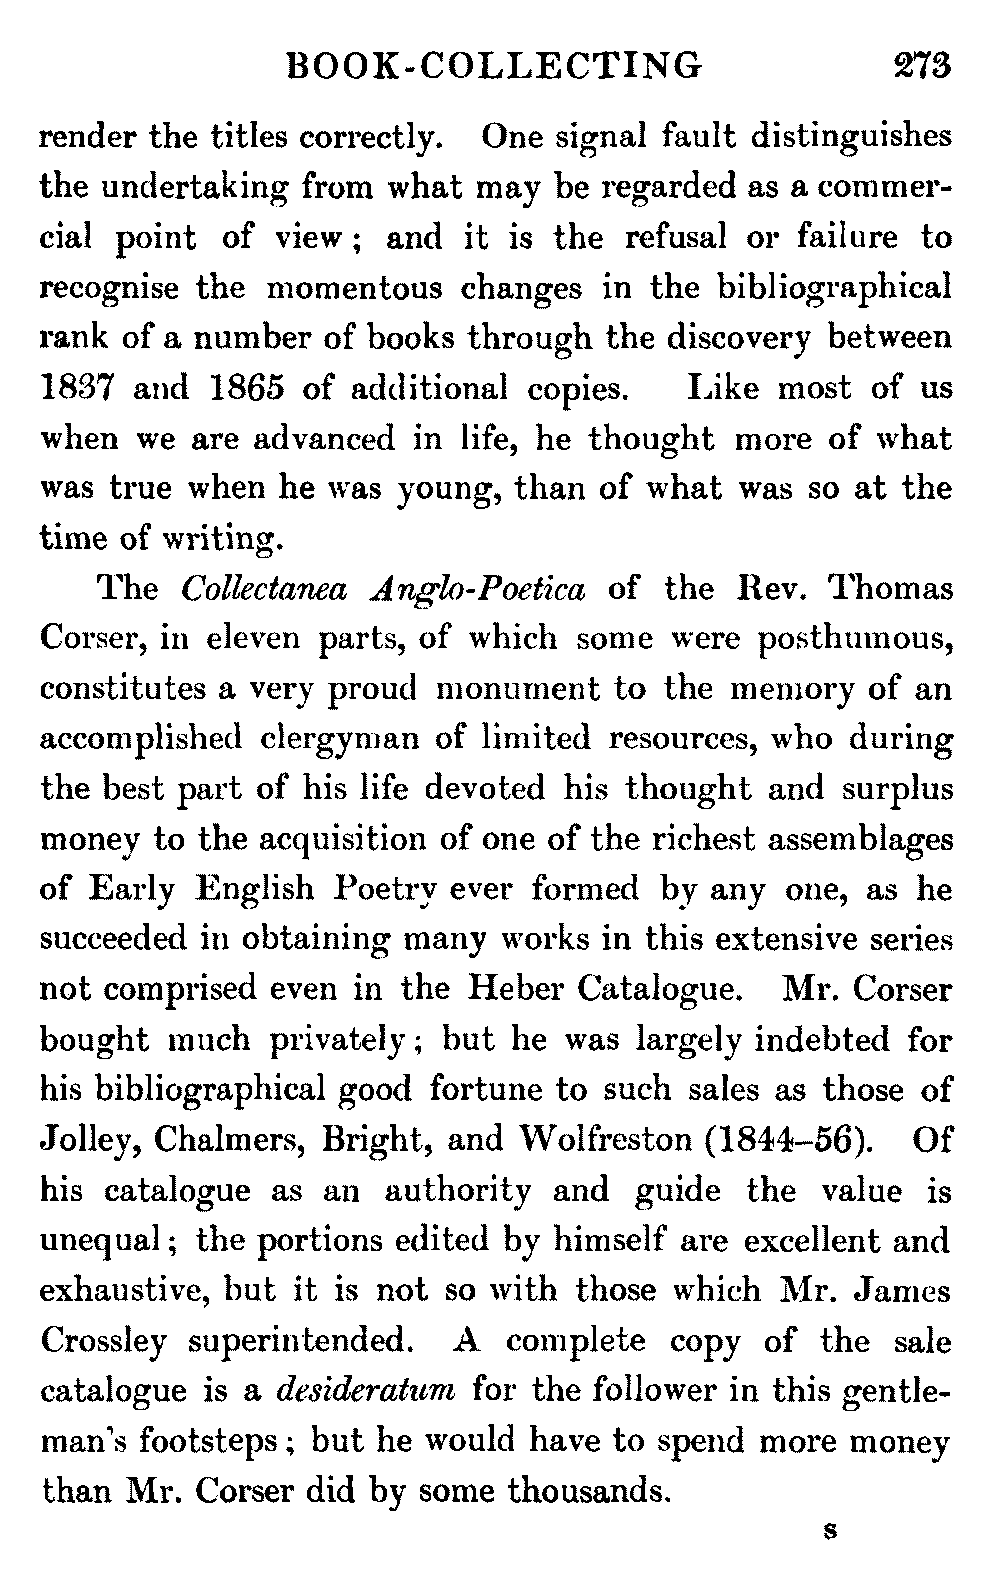 BOOK-COLLECTING 273
render the titles correctly. One signal fault distinguishes
the undertaking from what may be regarded as a commer-
cial point of view; and it is the refusal or failure to
recognise the momentous changes in the bibliographical
rank of a number of books through the discovery between
1837 and 1865 of additional copies. Like most of us
when we are advanced in life, he thought more of what
was true when he was young, than of what was so at the
time of writing.
The Collectanea Anglo-Poetica of the Rev. Thomas
Corser, in eleven parts, of which some were posthumous,
constitutes a very proud monument to the memory of an
accomplished clergyman of limited resources, who during
the best part of his life devoted his thought and surplus
money to the acquisition of one of the richest assemblages
of Early English Poetry ever formed by any one, as he
succeeded in obtaining many works in this extensive series
not comprised even in the Heber Catalogue. Mr. Corser
bought much privately; but he was largely indebted for
his bibliographical good fortune to such sales as those of
Jolley, Chalmers, Bright, and Wolfreston (1844–56). Of
his catalogue as an authority and guide the value is
unequal; the portions edited by himself are excellent and
exhaustive, but it is not so with those which Mr. James
Crossley superintended. A complete copy of the sale
catalogue is a desideratum for the follower in this gentle-
man's footsteps; but he would have to spend more money
than Mr. Corser did by some thousands.
S